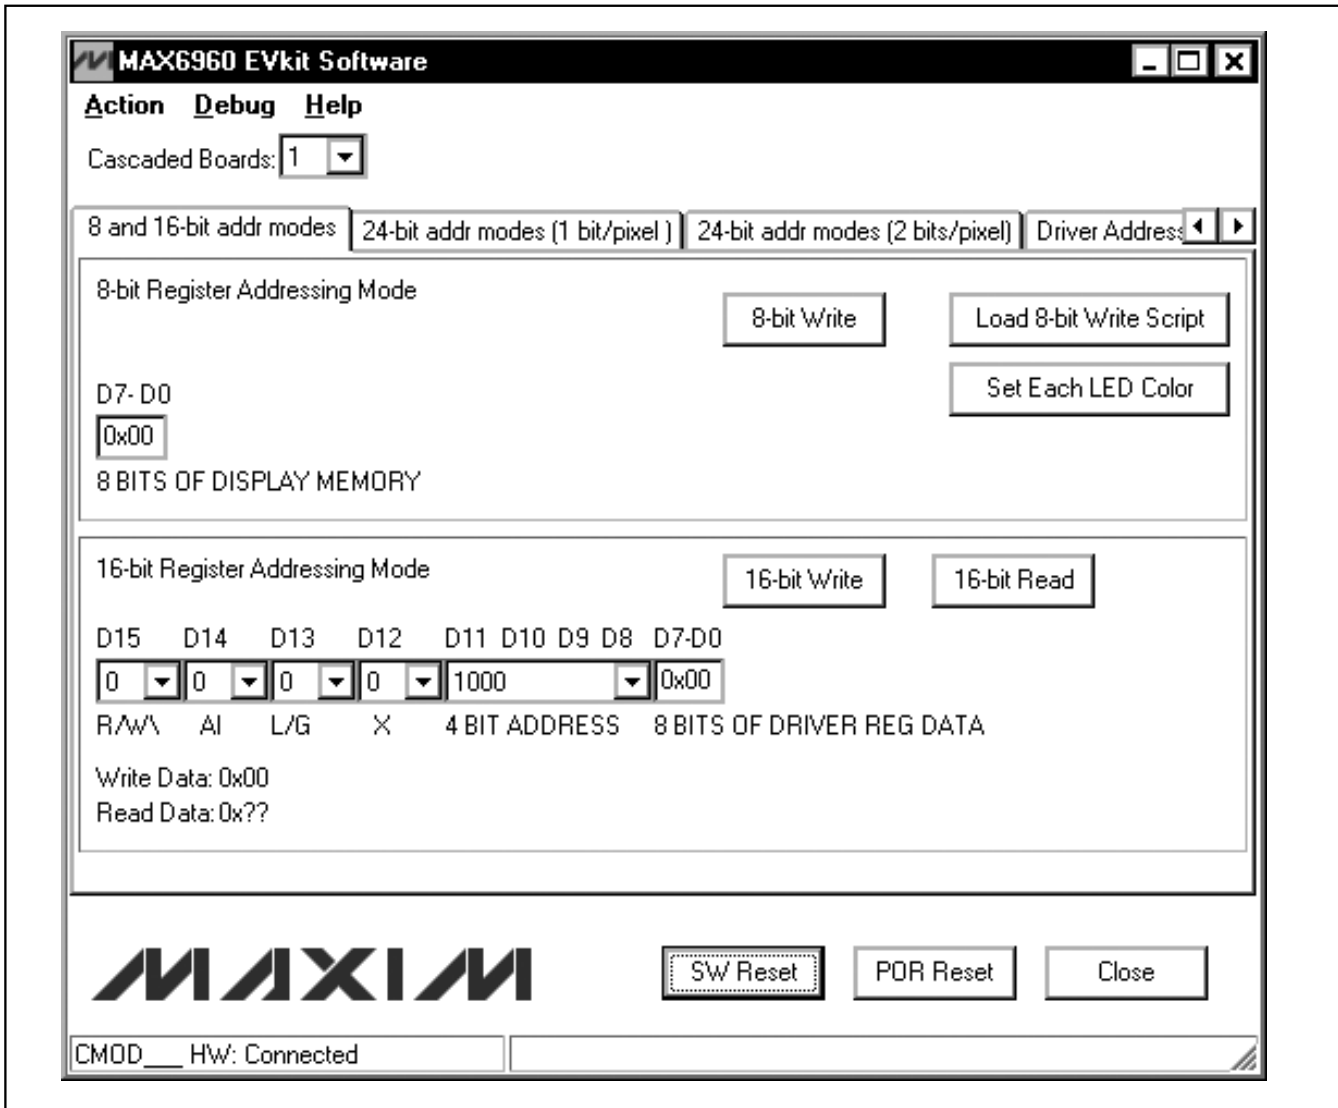 MAX6960 EVkit Software
Action Debug Help
Cascaded Boards: 1
8 and 16-bit addr modes 24-bit addr modes (1 bit/pixel ) 24-bit addr modes (2 bits/pixel) Driver Address
8-bit Register Addressing Mode
8-bit Write Load 8-bit Write Script
Set Each LED Color
D7- D0
0x00
8 BITS OF DISPLAY MEMORY
16-bit Register Addressing Mode
16-bit Write 16-bit Read
D15 D14 D13 D12 D11 D10 D9 D8 D7-D0
0 0 0 0 1000 0x00
R/W\ AI L/G X 4 BIT ADDRESS 8 BITS OF DRIVER REG DATA
Write Data: 0x00
Read Data: 0x??
MAXIM
SW Reset POR Reset Close
CMOD___ HW: Connected